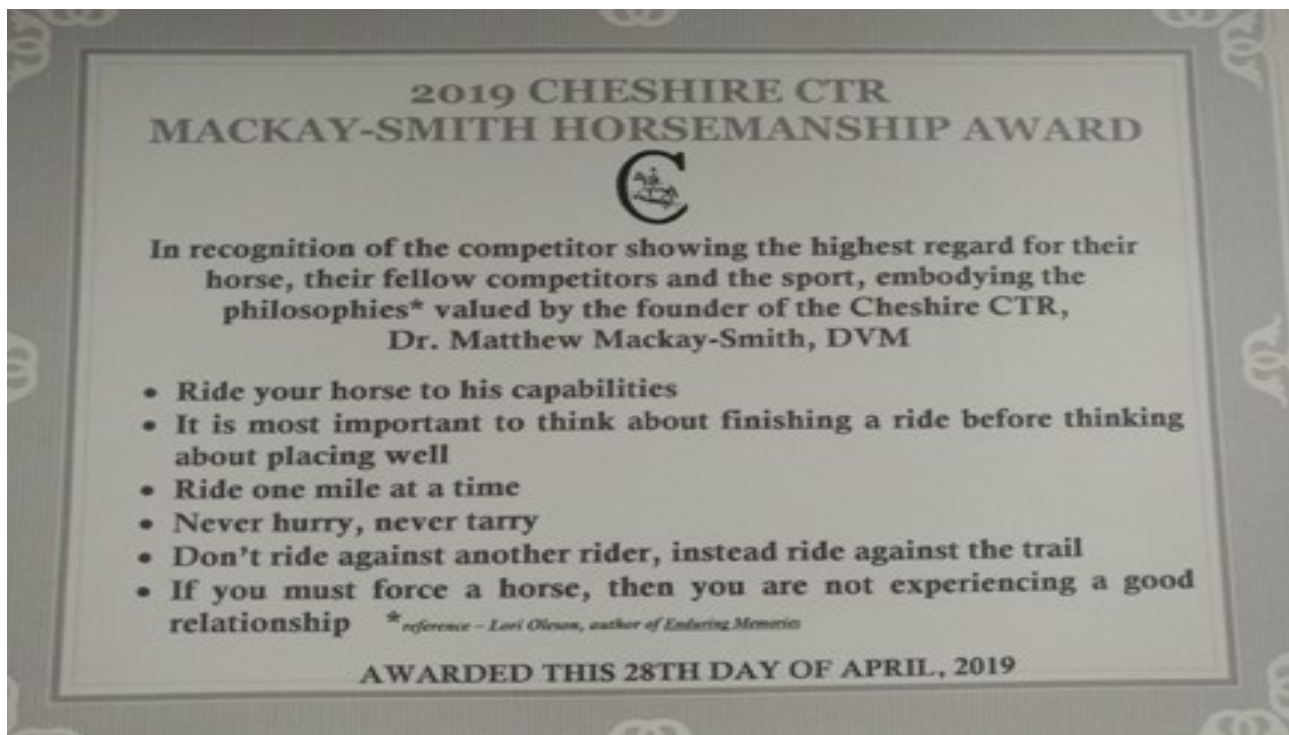 2019 CHESHIRE CTR
MACKAY-SMITH HORSEMANSHIP AWARD
C
In recognition of the competitor showing the highest regard for their
horse, their fellow competitors and the sport, embodying the
philosophies* valued by the founder of the Cheshire CTR,
Dr. Matthew Mackay-Smith, DVM
• Ride your horse to his capabilities
• It is most important to think about finishing a ride before thinking
about placing well
• Ride one mile at a time
• Never hurry, never tarry
• Don't ride against another rider, instead ride against the trail
• If you must force a horse, then you are not experiencing a good
relationship *reference – Lori Oleson, author of Enduring Memories
AWARDED THIS 28TH DAY OF APRIL, 2019